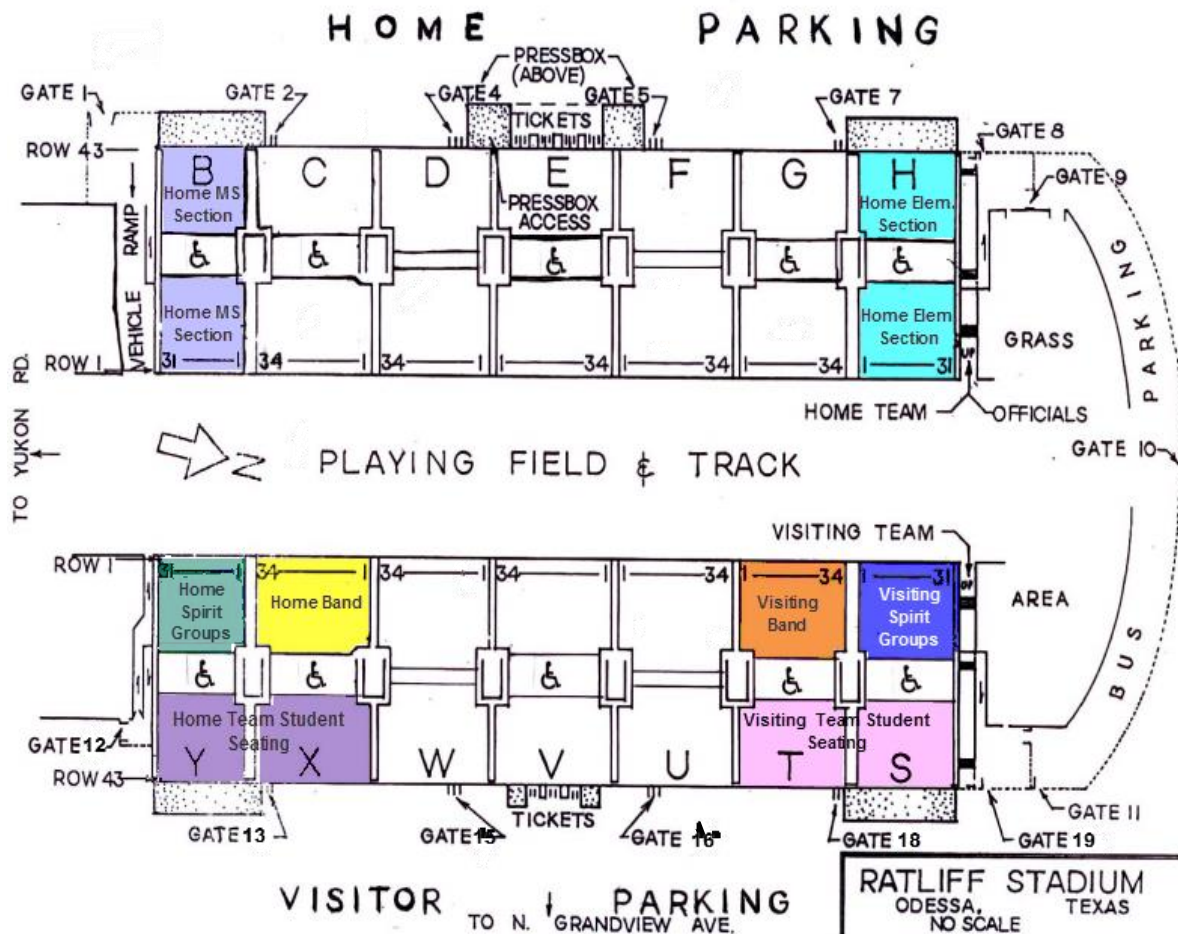 HOME PARKING
PRESSBOX
(ABOVE)
GATE 1
GATE 2
GATE 4
GATE 5
GATE 7
TICKETS
GATE 8
ROW 43
B
C
D
E
F
G
H
GATE 9
Home MS
Section
PRESSBOX
ACCESS
Home Elem.
Section
RAMP
VEHICLE
Home MS
Section
Home Elem
Section
GRASS
PARKING
ROW 1
31 34 1 34 1 34 1 1 34 1 34 1 31
UP
HOME TEAM
OFFICIALS
TO YUKON RD.
N
PLAYING FIELD & TRACK
GATE 10
VISITING TEAM
ROW 1
31 1 34 1 34 1 34 1 1 34 1 34 1 31
UP
Home
Spirit
Groups
Home Band
Visiting
Band
Visiting
Spirit
Groups
AREA
BUS
Home Team Student
Seating
Visiting Team Student
Seating
GATE 12
Y
X
W
V
U
T
S
ROW 43
GATE 13
GATE 15
TICKETS
GATE 16
GATE 18
GATE 19
GATE 11
VISITOR PARKING
TO N. GRANDVIEW AVE.
RATLIFF STADIUM
ODESSA, TEXAS
NO SCALE